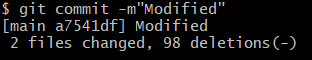 $ git commit -m"Modified"
[main a7541df] Modified
 2 files changed, 98 deletions(-)